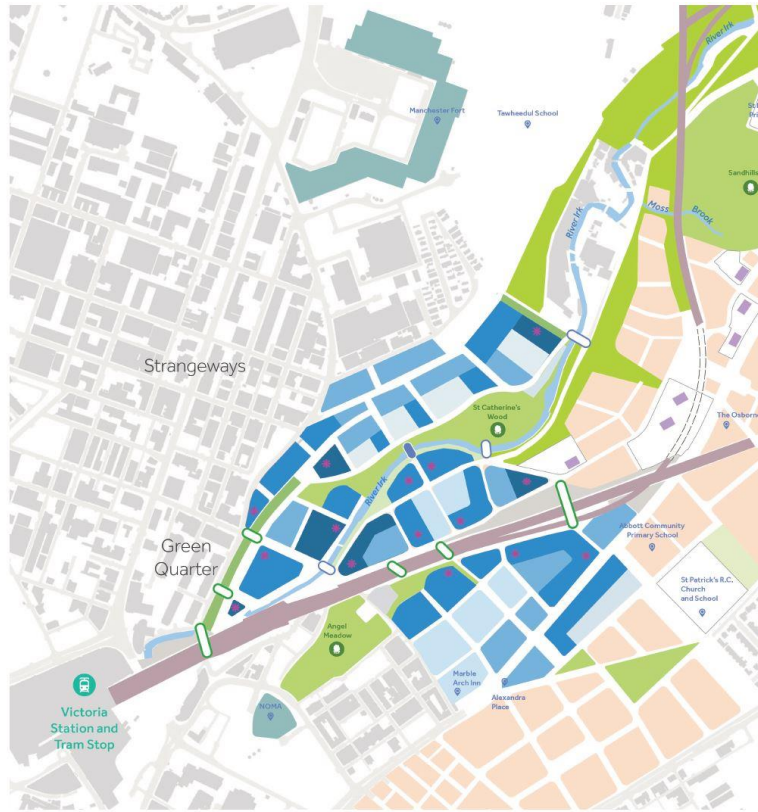 River Irk
Manchester Fort
Tawheedul School
Sandhills
River Irk
Moss Brook
Strangeways
St Catherine's
Wood
The Osborne
River Irk
Green
Quarter
Abbott Community
Primary School
St Patrick's R.C.
Church
and School
Angel
Meadow
Marble
Arch Inn
Alexandra
Place
NOMA
Victoria
Station and
Tram Stop